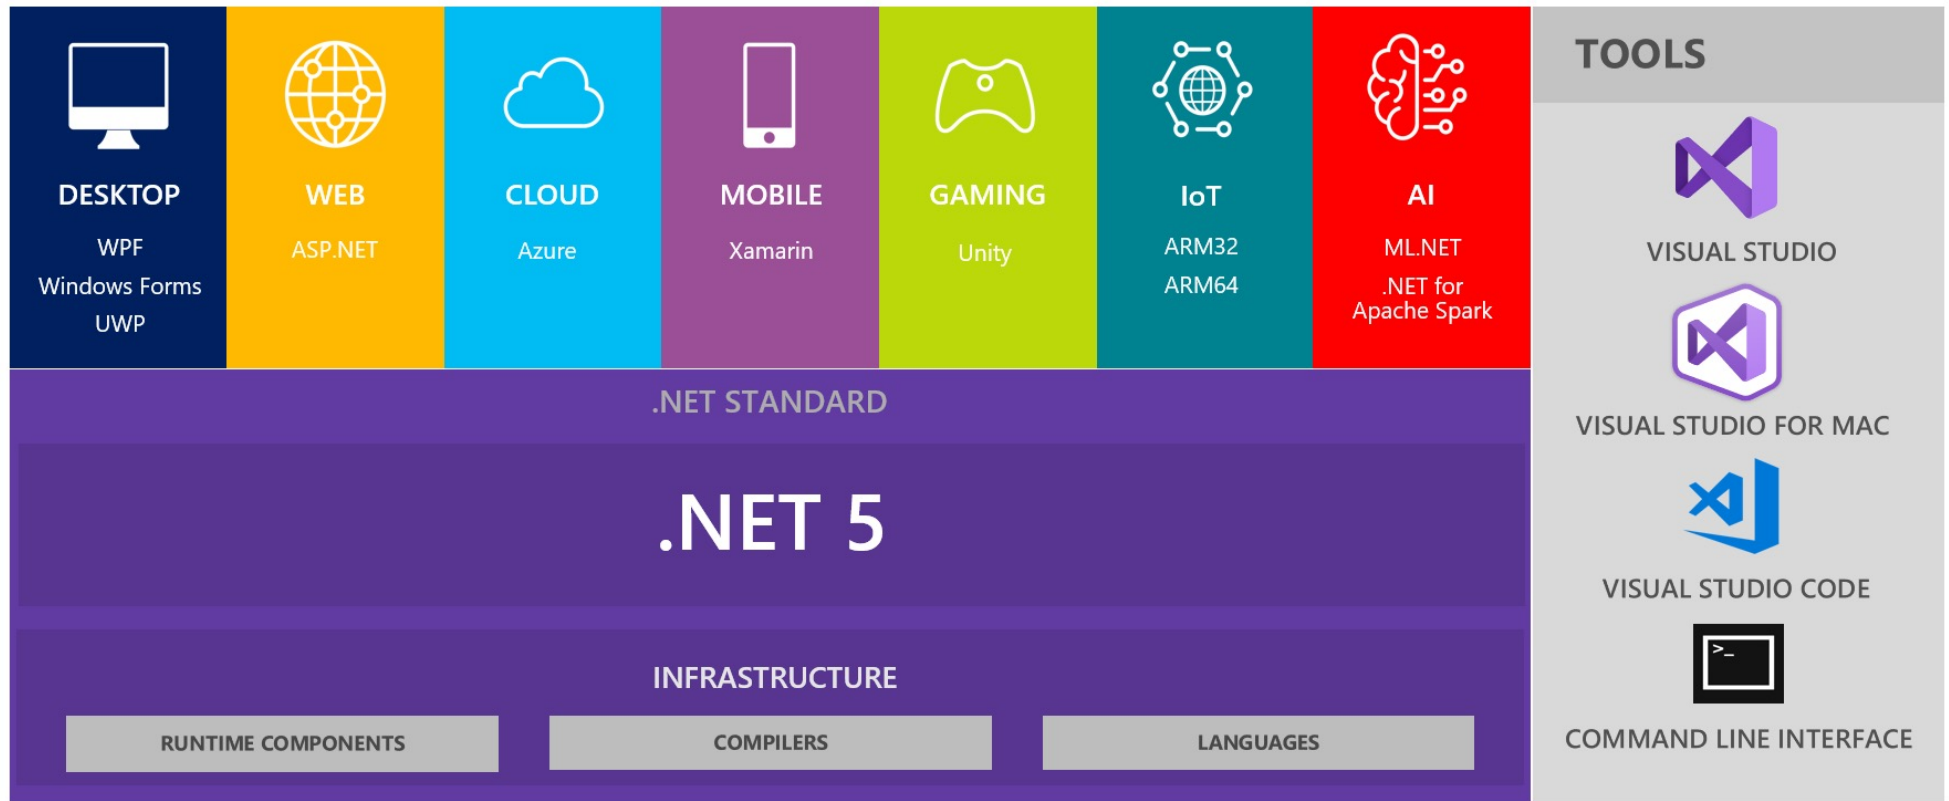 DESKTOP
WPF
Windows Forms
UWP
WEB
ASP.NET
CLOUD
Azure
MOBILE
Xamarin
GAMING
Unity
IoT
ARM32
ARM64
AI
ML.NET
.NET for
Apache Spark
.NET STANDARD
.NET 5
INFRASTRUCTURE
RUNTIME COMPONENTS
COMPILERS
LANGUAGES
TOOLS
VISUAL STUDIO
VISUAL STUDIO FOR MAC
VISUAL STUDIO CODE
>_
COMMAND LINE INTERFACE